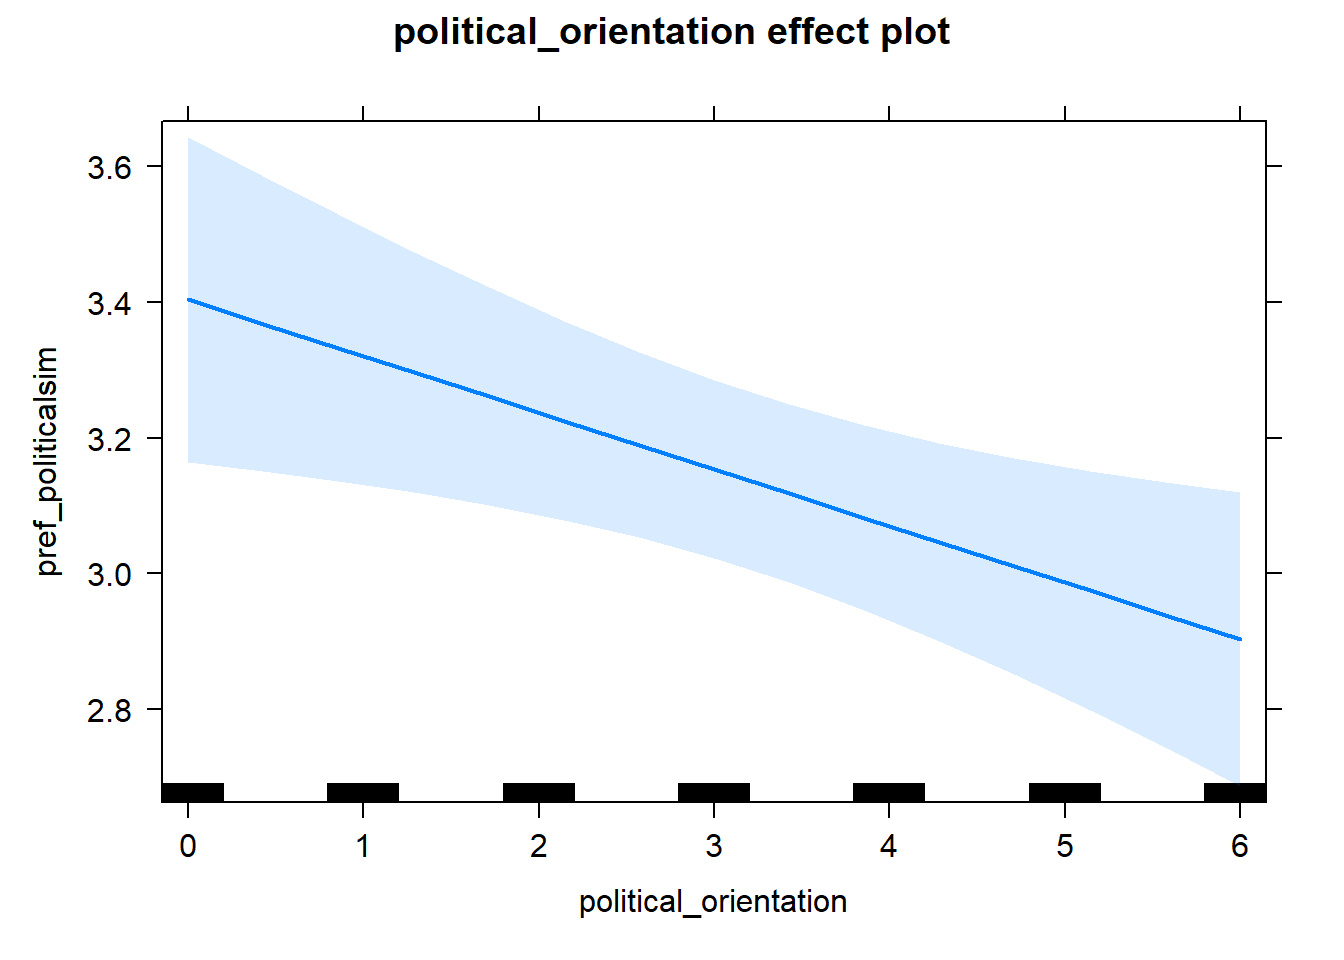 political_orientation effect plot
3.6
3.4
3.2
3.0
2.8
pref_politicalsim
0 1 2 3 4 5 6
political_orientation